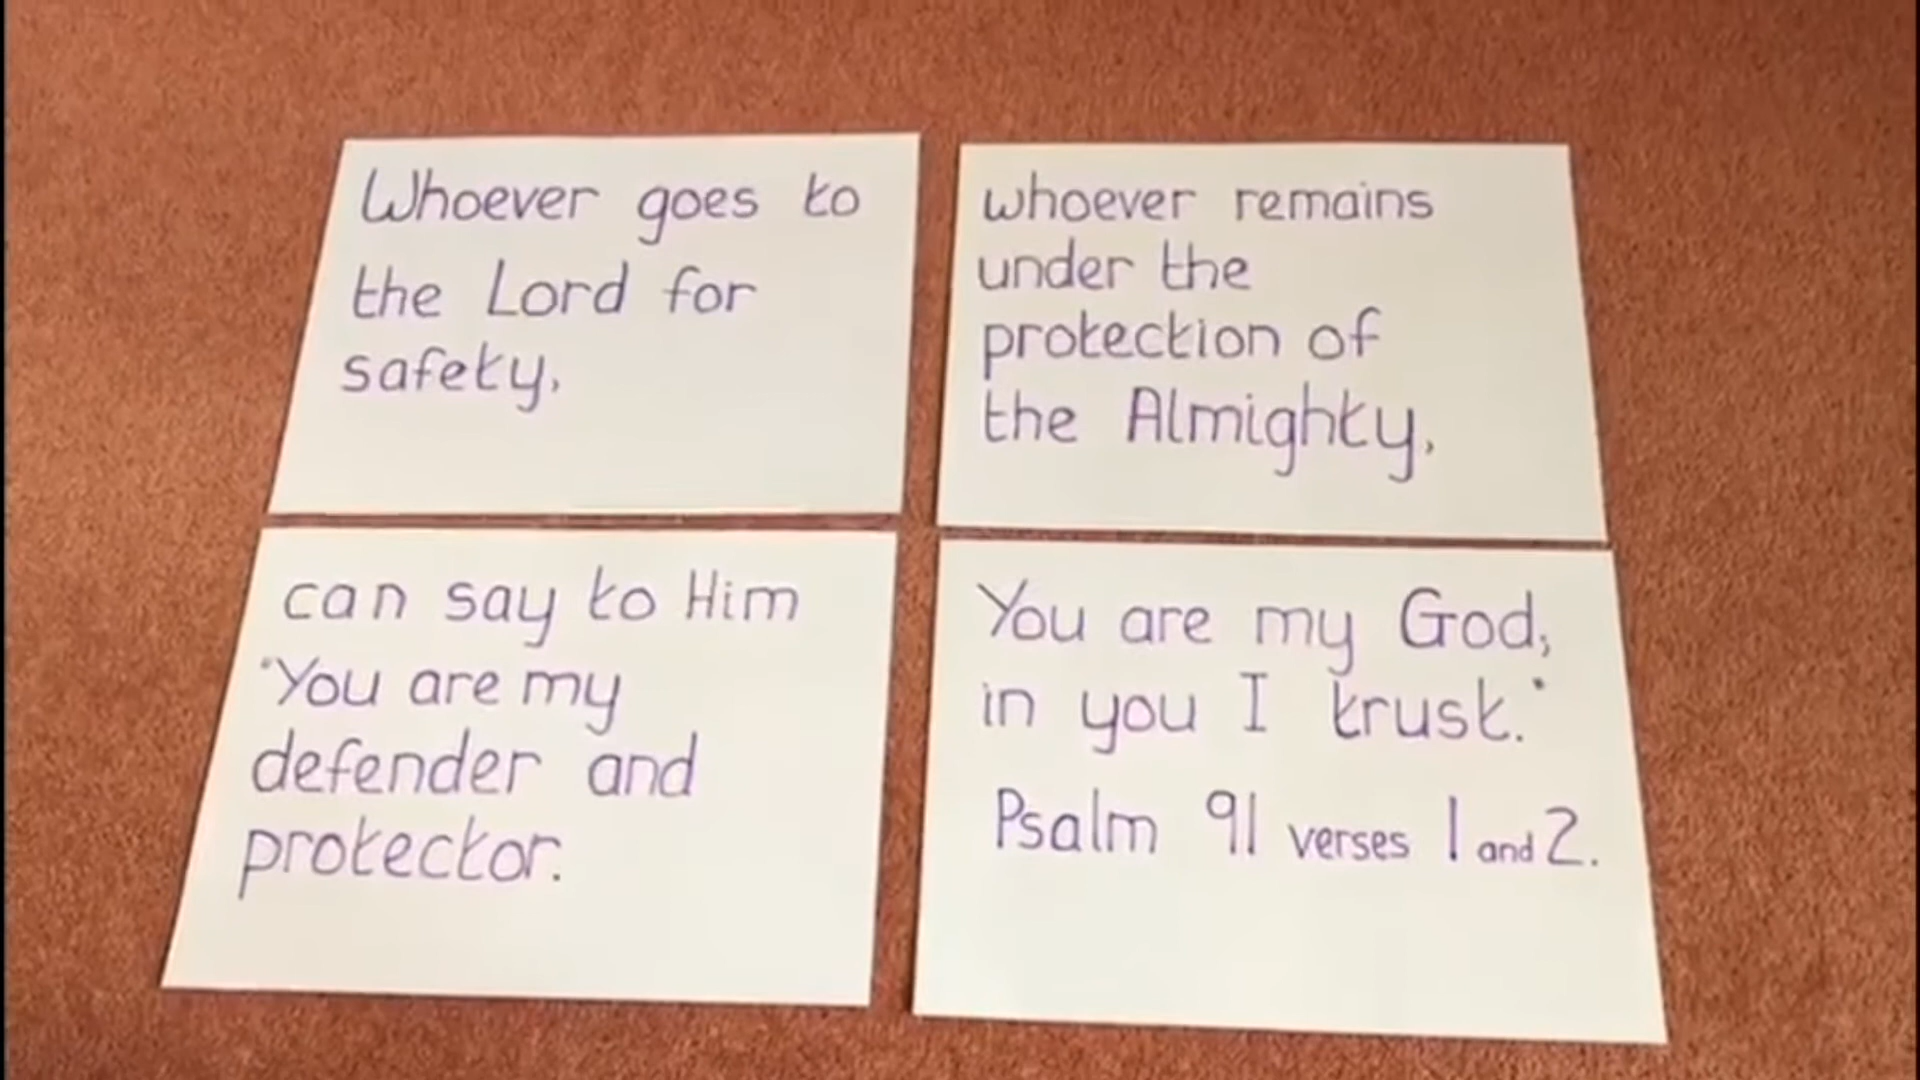 Whoever goes to
the Lord for
safety,
whoever remains
under the
protection of
the Almighty,
can say to Him
"You are my
defender and
protector.
You are my God;
in you I trust."
Psalm 91 verses 1 and 2.